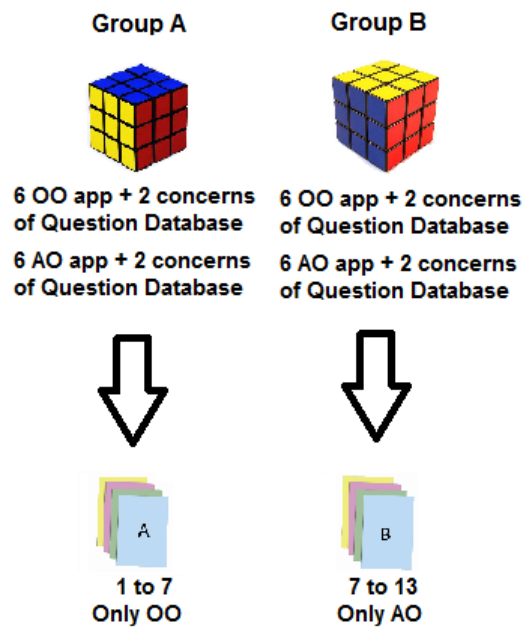 Group A
6 OO app + 2 concerns
of Question Database
6 AO app + 2 concerns
of Question Database
A
1 to 7
Only OO
Group B
6 OO app + 2 concerns
of Question Database
6 AO app + 2 concerns
of Question Database
B
7 to 13
Only AO